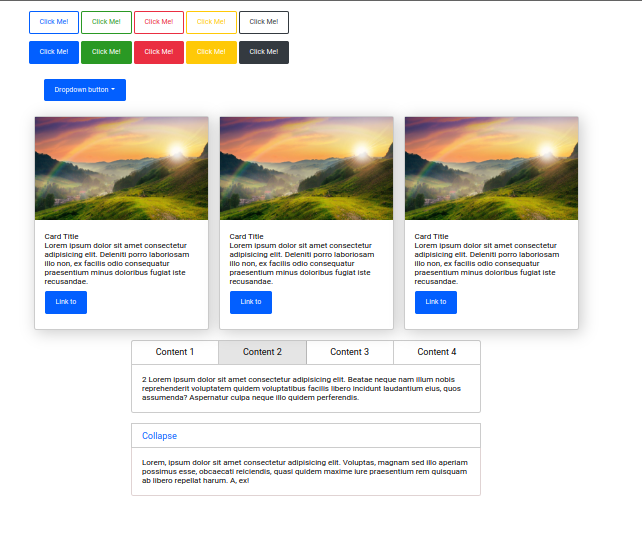 Click Me! Click Me! Click Me! Click Me! Click Me!
Click Me! Click Me! Click Me! Click Me! Click Me!
Dropdown button
Card Title
Lorem ipsum dolor sit amet consectetur
adipisicing elit. Deleniti porro laboriosam
illo non, ex facilis odio consequatur
praesentium minus doloribus fugiat iste
recusandae.
Link to
Card Title
Lorem ipsum dolor sit amet consectetur
adipisicing elit. Deleniti porro laboriosam
illo non, ex facilis odio consequatur
praesentium minus doloribus fugiat iste
recusandae.
Link to
Card Title
Lorem ipsum dolor sit amet consectetur
adipisicing elit. Deleniti porro laboriosam
illo non, ex facilis odio consequatur
praesentium minus doloribus fugiat iste
recusandae.
Link to
Content 1 Content 2 Content 3 Content 4
2 Lorem ipsum dolor sit amet consectetur adipisicing elit. Beatae neque nam illum nobis
reprehenderit voluptatem quidem voluptatibus facilis libero incidunt laudantium eius, quos
assumenda? Aspernatur culpa neque illo quidem perferendis.
Collapse
Lorem, ipsum dolor sit amet consectetur adipisicing elit. Voluptas, magnam sed illo aperiam
possimus esse, obcaecati reiciendis, quasi quidem maxime iure praesentium rem quisquam
ab libero repellat harum. A, ex!